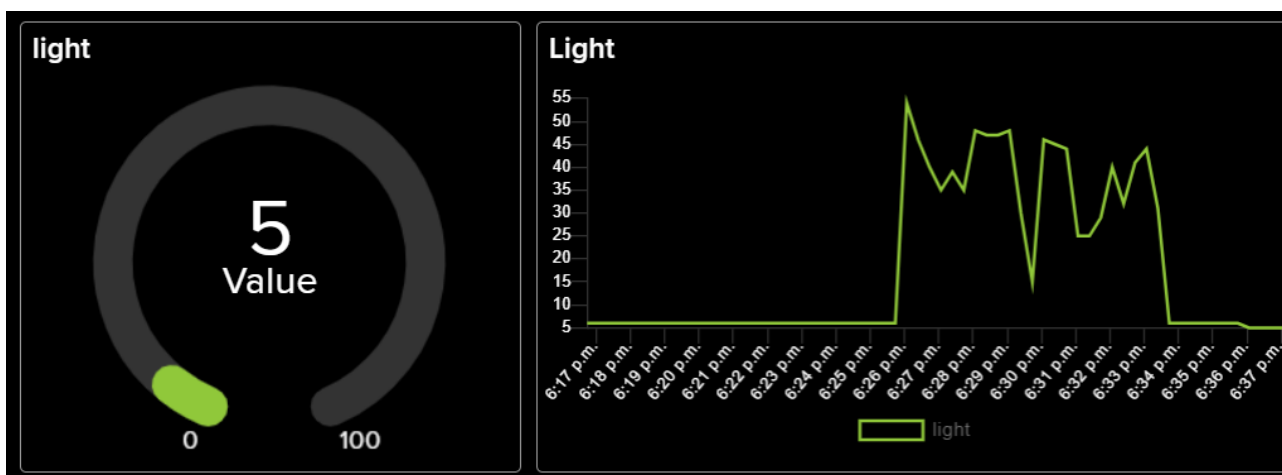 light
5
Value
0
100
Light
55
50
45
40
35
30
25
20
15
10
5
6:17 p.m.
6:18 p.m.
6:19 p.m.
6:20 p.m.
6:21 p.m.
6:22 p.m.
6:23 p.m.
6:24 p.m.
6:25 p.m.
6:26 p.m.
6:27 p.m.
6:28 p.m.
6:29 p.m.
6:30 p.m.
6:31 p.m.
6:32 p.m.
6:33 p.m.
6:34 p.m.
6:35 p.m.
6:36 p.m.
6:37 p.m.
light